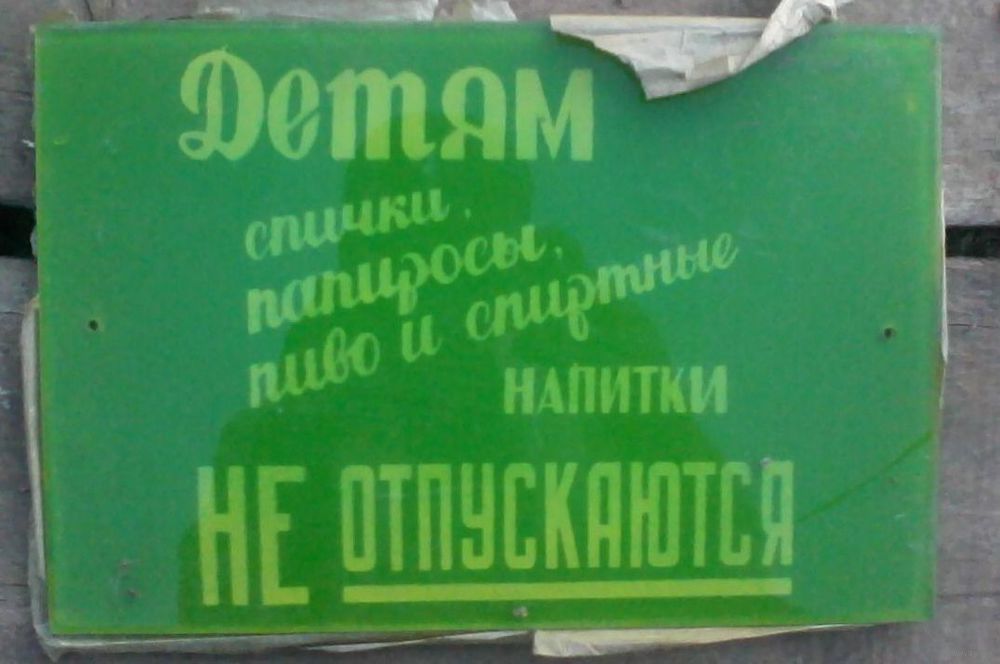 Детям
спички,
папиросы,
пиво и спиртные
НАПИТКИ
НЕ ОТПУСКАЮТСЯ